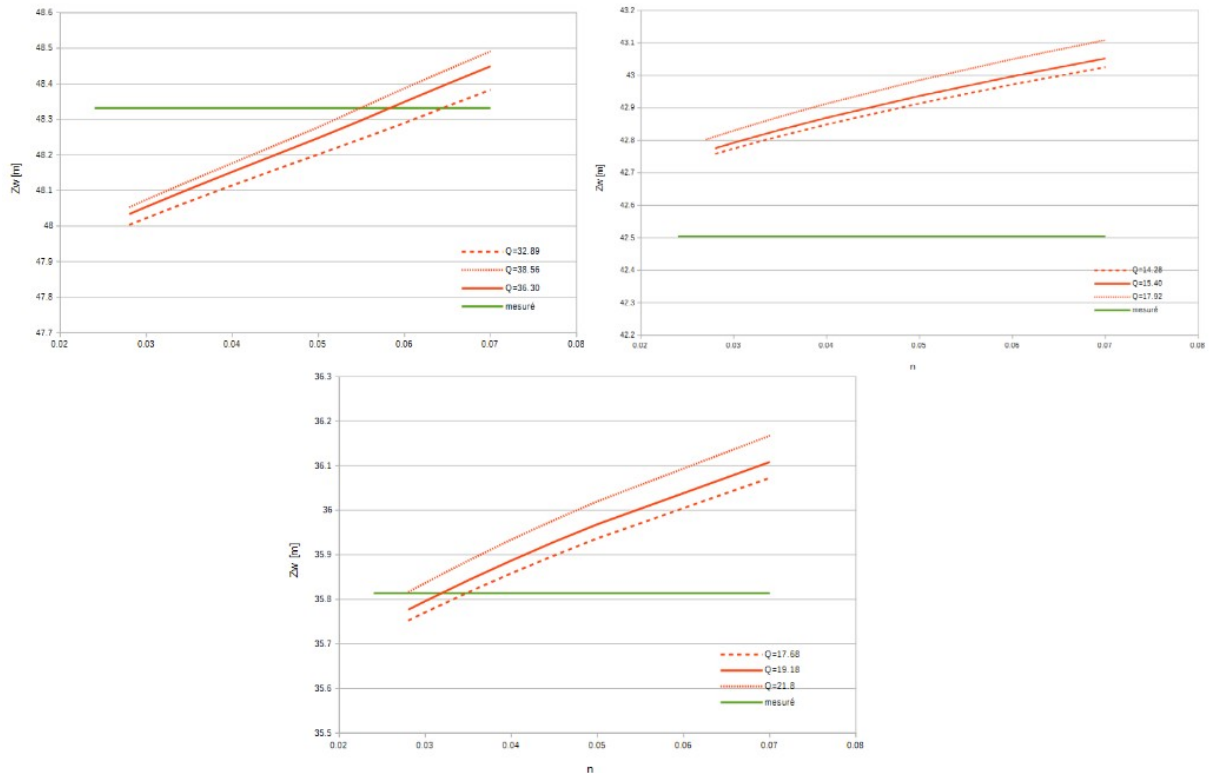 48.6
48.5
48.4
48.3
48.2
48.1
48
47.9
47.8
47.7
Zw [m]
0.02 0.03 0.04 0.05 0.06 0.07 0.08
Q=32.89
Q=38.56
Q=36.30
mesuré
43.2
43.1
43
42.9
42.8
42.7
42.6
42.5
42.4
42.3
42.2
Zw [m]
0.02 0.03 0.04 0.05 0.06 0.07 0.08
n
Q=14.28
Q=15.40
Q=17.92
mesuré
36.3
36.2
36.1
36
35.9
35.8
35.7
35.6
35.5
Zw [m]
0.02 0.03 0.04 0.05 0.06 0.07 0.08
n
Q=17.68
Q=19.18
Q=21.8
mesuré